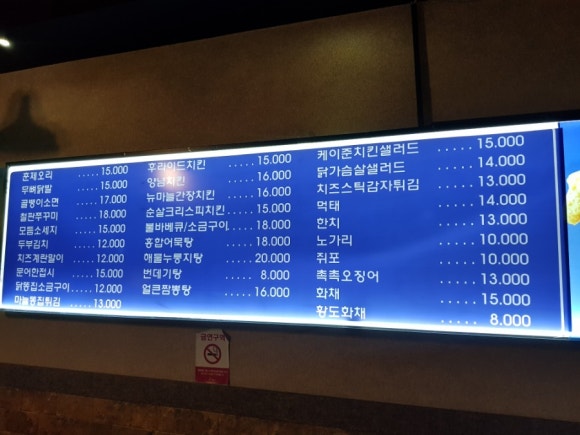 훈제오리 ..... 15.000
무뼈닭발 ..... 15.000
골뱅이소면 ..... 17.000
철판쭈꾸미 ..... 18.000
모듬소세지 ..... 15.000
두부김치 ..... 12.000
치즈계란말이 ..... 12.000
문어한접시 ..... 15.000
닭똥집소금구이 ..... 12.000
마늘똥집튀김 ..... 13.000
후라이드치킨 ..... 15.000
양념치킨 ..... 16.000
뉴마늘간장치킨 ..... 16.000
순살크리스피치킨 ..... 15.000
불바베큐/소금구이 ..... 18.000
홍합어묵탕 ..... 18.000
해물누룽지탕 ..... 20.000
번데기탕 ..... 8.000
얼큰짬뽕탕 ..... 16.000
케이준치킨샐러드 ..... 15.000
닭가슴살샐러드 ..... 14.000
치즈스틱감자튀김 ..... 13.000
먹태 ..... 14.000
한치 ..... 13.000
노가리 ..... 10.000
쥐포 ..... 10.000
촉촉오징어 ..... 13.000
화채 ..... 15.000
황도화채 ..... 8.000
금연구역